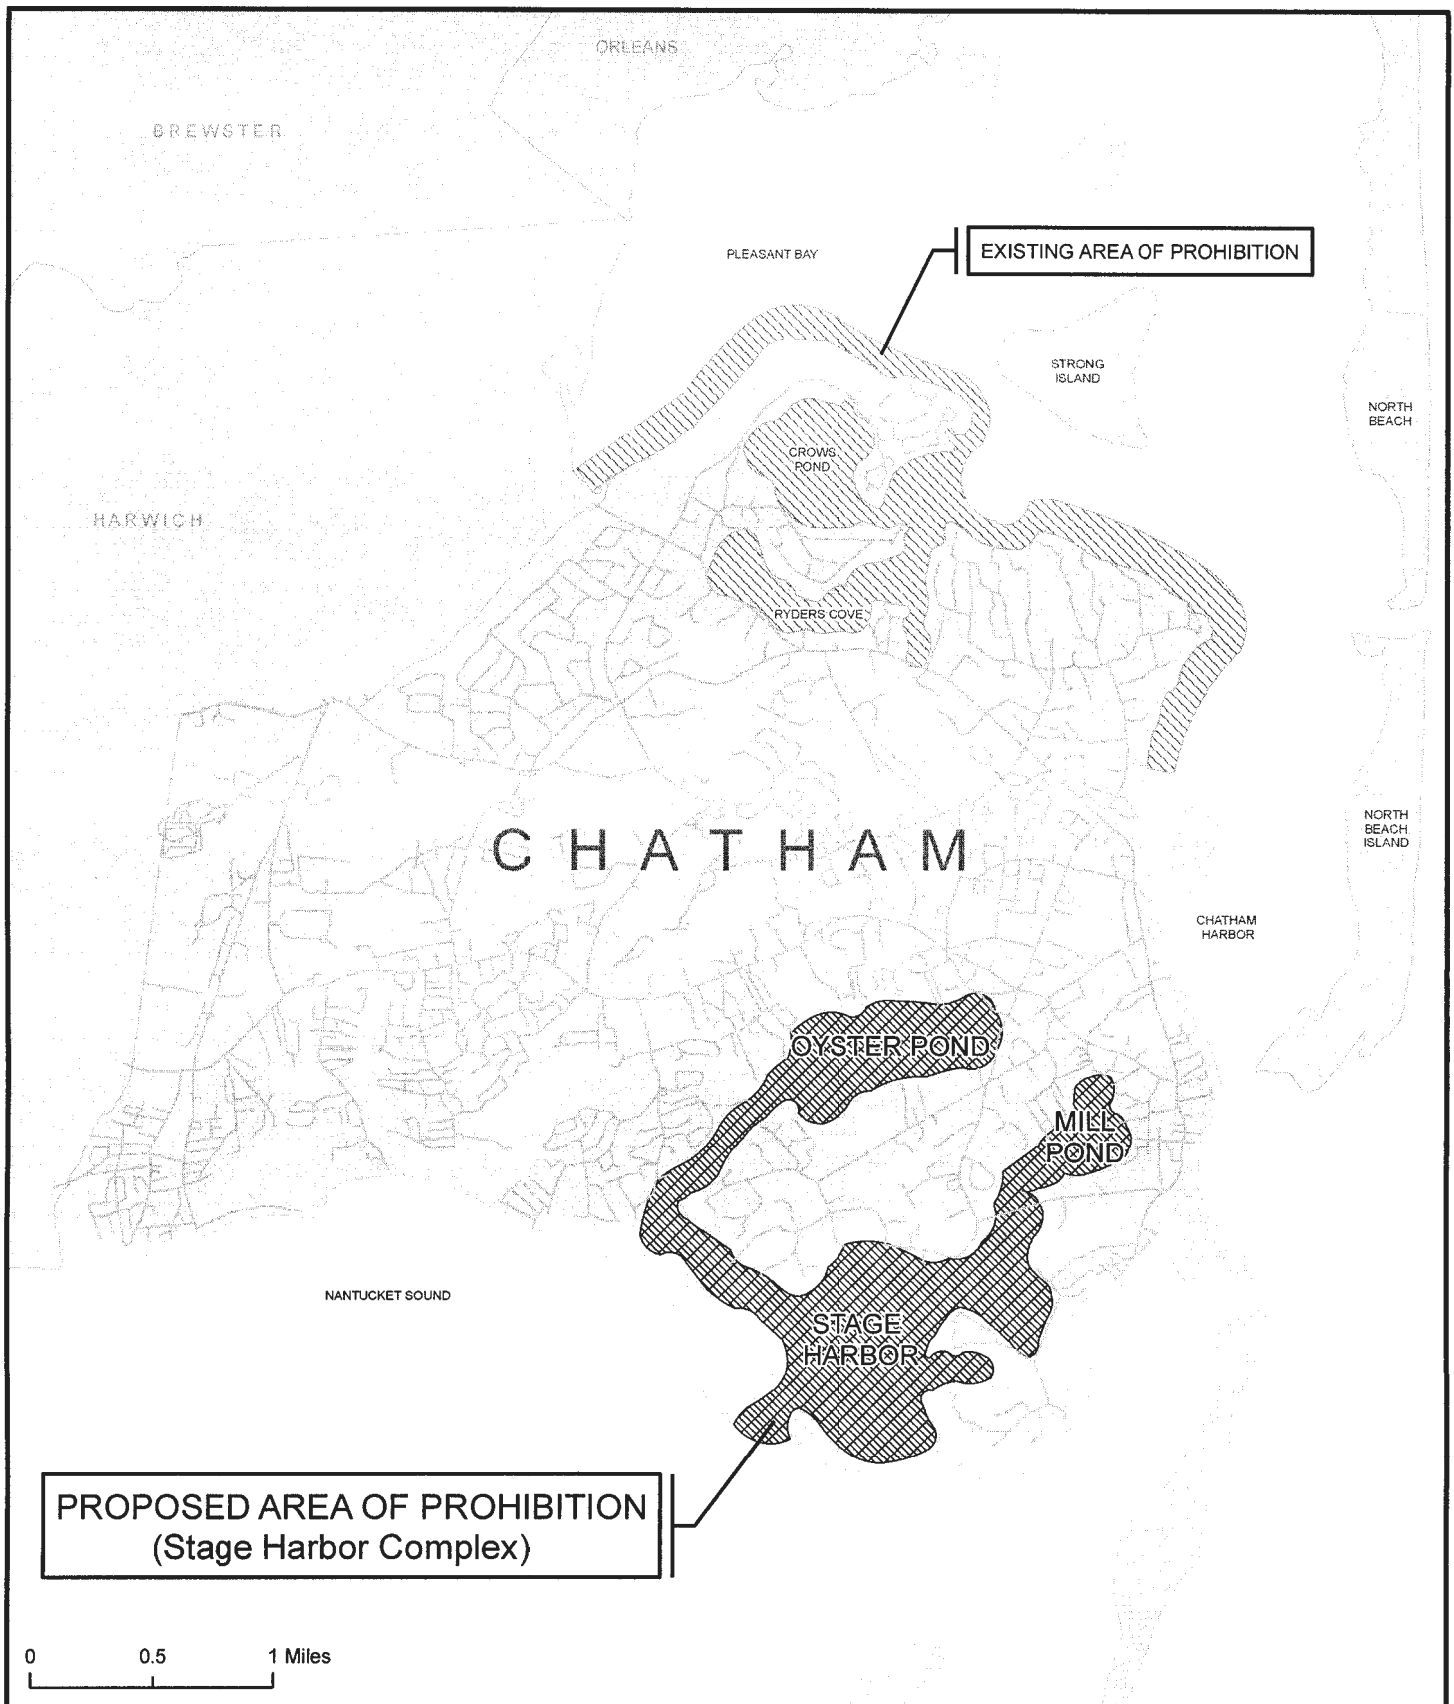 ORLEANS
BREWSTER
PLEASANT BAY
EXISTING AREA OF PROHIBITION
STRONG
ISLAND
NORTH
BEACH
CROWS
POND
HARWICH
RYDERS COVE
CHATHAM
NORTH
BEACH
ISLAND
CHATHAM
HARBOR
OYSTER POND
MILL
POND
NANTUCKET SOUND
STAGE
HARBOR
PROPOSED AREA OF PROHIBITION
(Stage Harbor Complex)
0 0.5 1 Miles